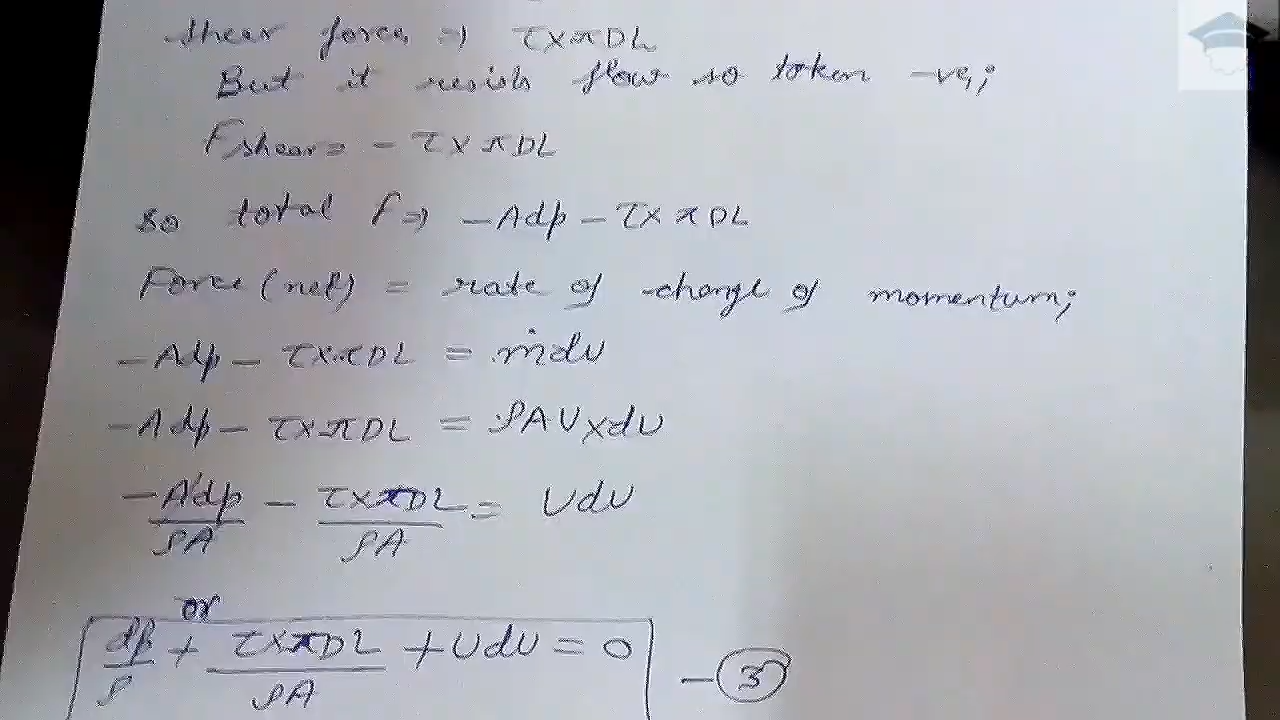 Shear force ⇒ τ×πDL
But it resists flow so taken -ve;
Fshear = - τ×πDL
so total F ⇒ -Adp - τ×πDL
Force (net) = rate of change of momentum;
-Adp - τ×πDL = ṁdv
-Adp - τ×πDL = ρAV×dv
-Adp/ρA - τ×πDL/ρA = VdV
or
dp/ρ + τ×πDL/ρA + VdV = 0 - ③